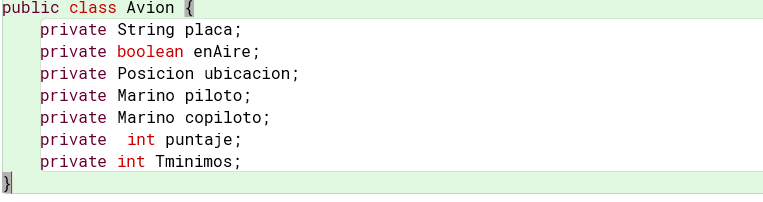 public class Avion {
    private String placa;
    private boolean enAire;
    private Posicion ubicacion;
    private Marino piloto;
    private Marino copiloto;
    private  int puntaje;
    private int Tminimos;
}